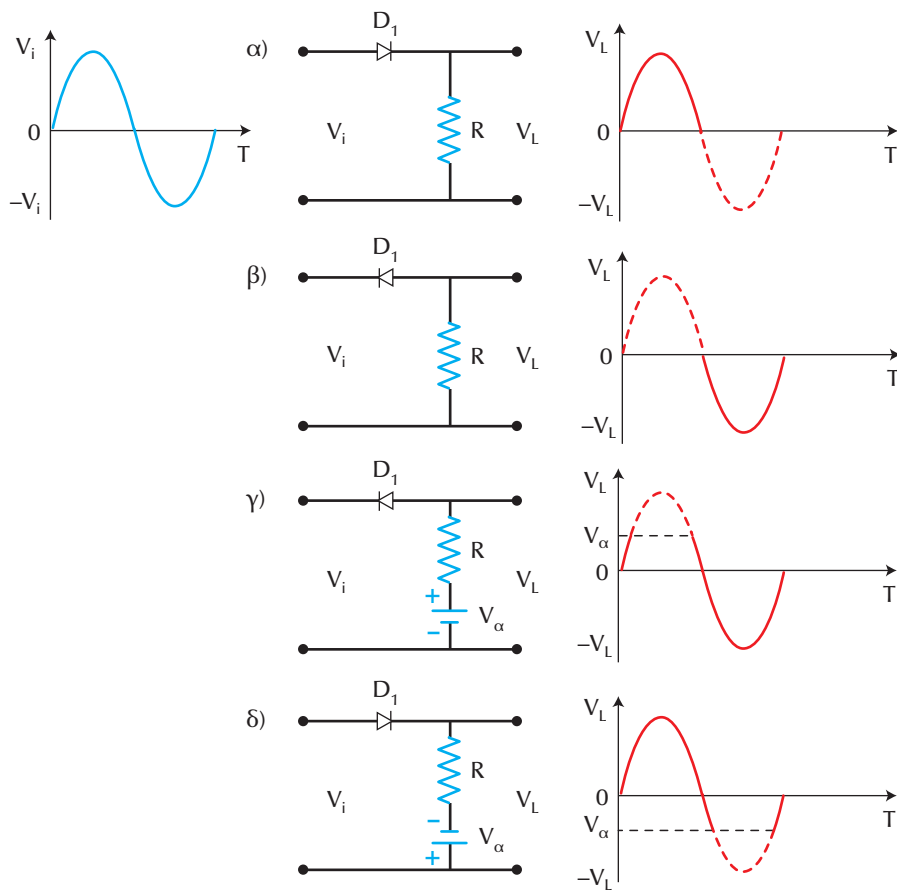 V_i
0
–V_i
T
α)
D_1
V_i
R
V_L
V_L
0
–V_L
T
β)
D_1
V_i
R
V_L
V_L
0
–V_L
T
γ)
D_1
V_i
R
+
–
V_α
V_L
V_L
V_α
0
–V_L
T
δ)
D_1
V_i
R
–
+
V_α
V_L
V_L
0
V_α
–V_L
T